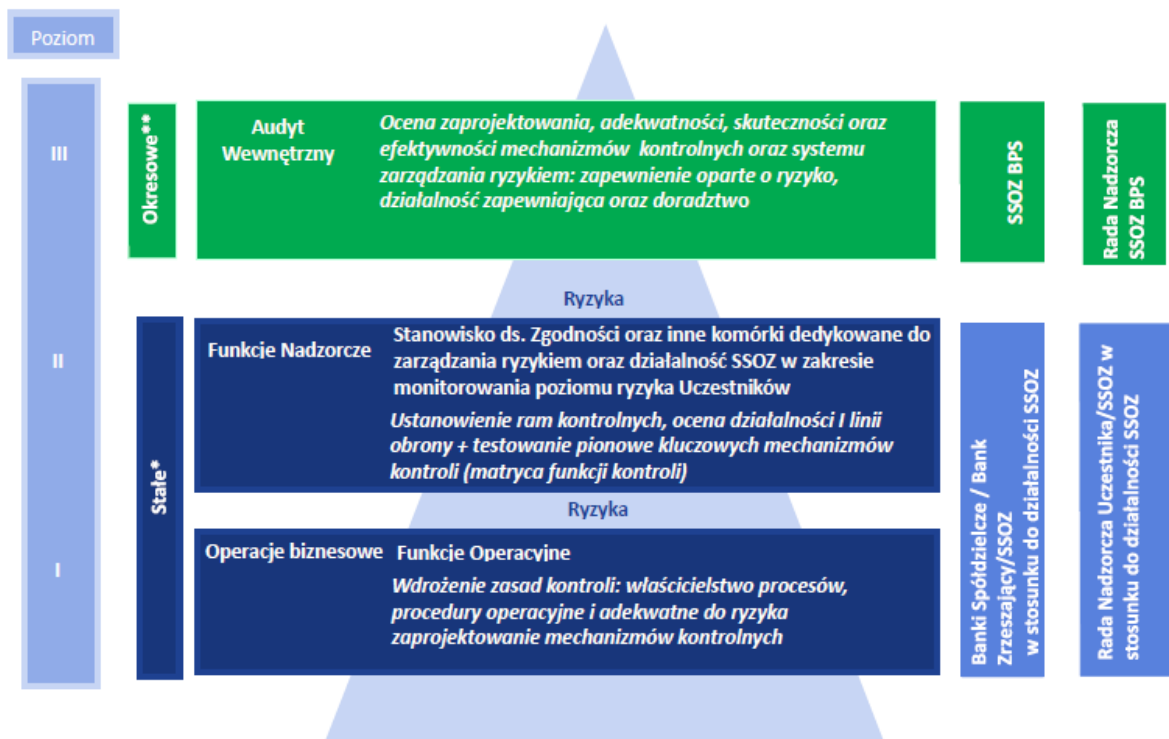 Poziom
III
Okresowe**
Audyt
Wewnętrzny
Ocena zaprojektowania, adekwatności, skuteczności oraz
efektywności mechanizmów kontrolnych oraz systemu
zarządzania ryzykiem: zapewnienie oparte o ryzyko,
działalność zapewniająca oraz doradztwo
SSOZ BPS
Rada Nadzorcza
SSOZ BPS
Ryzyka
II
Stałe*
Funkcje Nadzorcze
Stanowisko ds. Zgodności oraz inne komórki dedykowane do
zarządzania ryzykiem oraz działalność SSOZ w zakresie
monitorowania poziomu ryzyka Uczestników
Ustanowienie ram kontrolnych, ocena działalności I linii
obrony + testowanie pionowe kluczowych mechanizmów
kontroli (matryca funkcji kontroli)
Ryzyka
I
Operacje biznesowe
Funkcje Operacyjne
Wdrożenie zasad kontroli: właścicielstwo procesów,
procedury operacyjne i adekwatne do ryzyka
zaprojektowanie mechanizmów kontrolnych
Banki Spółdzielcze / Bank
Zrzeszający/SSOZ
w stosunku do działalności SSOZ
Rada Nadzorcza Uczestnika/SSOZ w
stosunku do działalności SSOZ